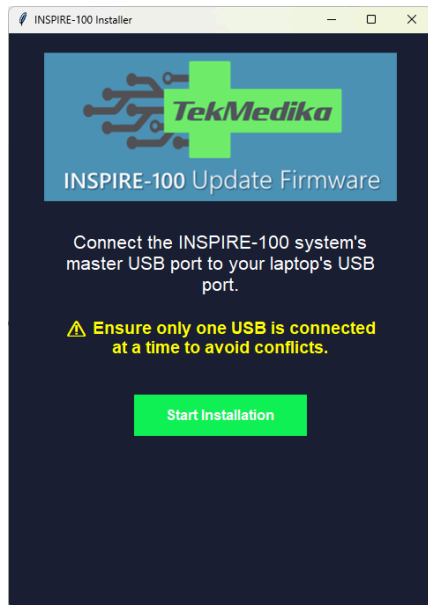 INSPIRE-100 Installer
TekMedika
INSPIRE-100 Update Firmware
Connect the INSPIRE-100 system's
master USB port to your laptop's USB
port.
⚠ Ensure only one USB is connected
at a time to avoid conflicts.
Start Installation